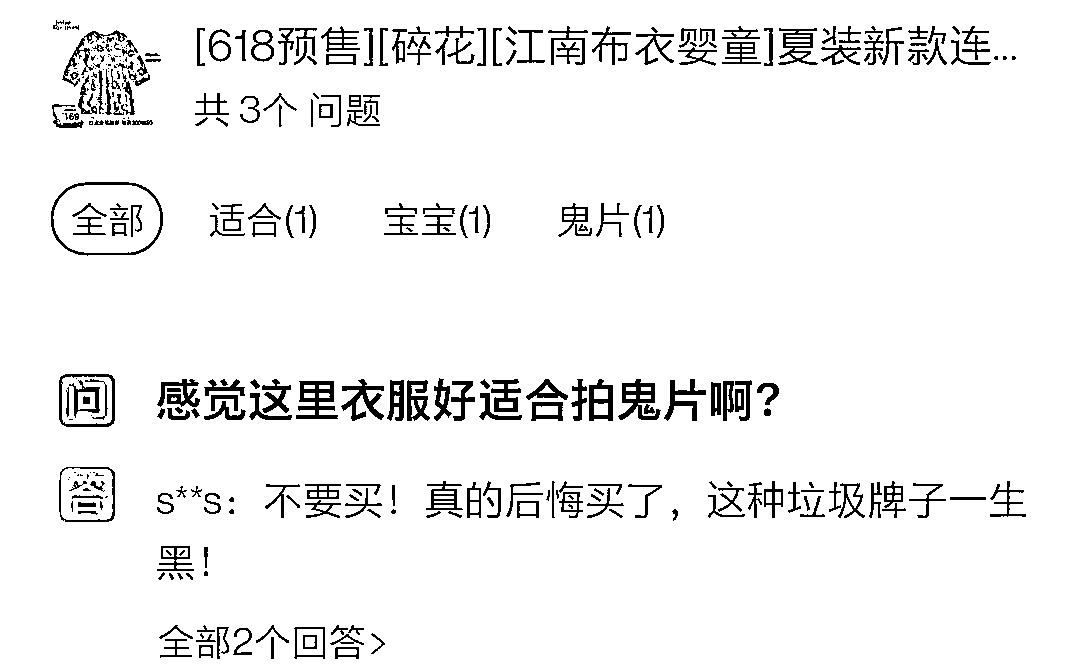 [618预售][碎花][江南布衣婴童]夏装新款连...
共 3个 问题
169
全部 适合(1) 宝宝(1) 鬼片(1)
问 感觉这里衣服好适合拍鬼片啊?
答 s**s：不要买！真的后悔买了，这种垃圾牌子一生
黑！
全部2个回答>